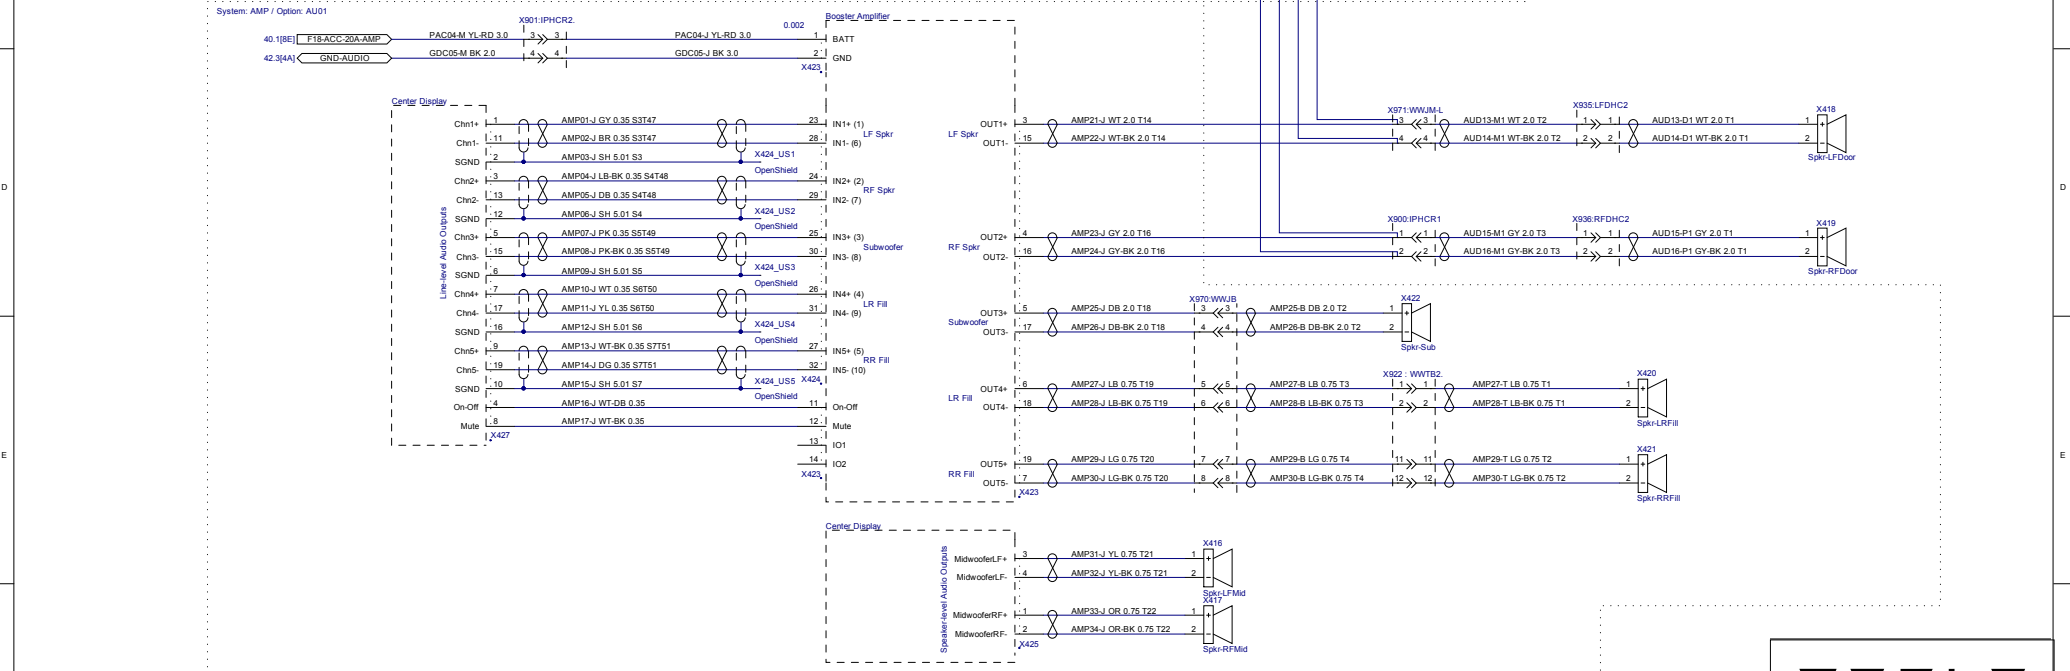 System: AMP / Option: AU01
X901:IPHCR2.
0.002
Booster Amplifier
40.1[8E] F18-ACC-20A-AMP PAC04-M YL-RD 3.0 3 3 PAC04-J YL-RD 3.0 1 BATT
42.3[4A] GND-AUDIO GDC05-M BK 2.0 4 4 GDC05-J BK 3.0 2 GND
X423
Center Display
Line-level Audio Outputs
Chn1+ 1 AMP01-J GY 0.35 S3T47 23 IN1+ (1)
LF Spkr
Chn1- 11 AMP02-J BR 0.35 S3T47 28 IN1- (6)
SGND 2 AMP03-J SH 5.01 S3 X424_US1
OpenShield
Chn2+ 3 AMP04-J LB-BK 0.35 S4T48 24 IN2+ (2)
RF Spkr
Chn2- 13 AMP05-J DB 0.35 S4T48 29 IN2- (7)
SGND 12 AMP06-J SH 5.01 S4 X424_US2
OpenShield
Chn3+ 5 AMP07-J PK 0.35 S5T49 25 IN3+ (3)
Subwoofer
Chn3- 15 AMP08-J PK-BK 0.35 S5T49 30 IN3- (8)
SGND 6 AMP09-J SH 5.01 S5 X424_US3
OpenShield
Chn4+ 7 AMP10-J WT 0.35 S6T50 26 IN4+ (4)
LR Fill
Chn4- 17 AMP11-J YL 0.35 S6T50 31 IN4- (9)
SGND 16 AMP12-J SH 5.01 S6 X424_US4
OpenShield
Chn5+ 9 AMP13-J WT-BK 0.35 S7T51 27 IN5+ (5)
RR Fill
Chn5- 19 AMP14-J DG 0.35 S7T51 32 IN5- (10)
X424
SGND 10 AMP15-J SH 5.01 S7 X424_US5
OpenShield
On-Off 4 AMP16-J WT-DB 0.35 11 On-Off
Mute 8 AMP17-J WT-BK 0.35 12 Mute
X427
13 IO1
14 IO2
X423
X971:WWJM-L X935:LFDHC2 X418
LF Spkr
OUT1+ 3 AMP21-J WT 2.0 T14 3 3 AUD13-M1 WT 2.0 T2 1 1 AUD13-D1 WT 2.0 T1 1 +
OUT1- 15 AMP22-J WT-BK 2.0 T14 4 4 AUD14-M1 WT-BK 2.0 T2 2 2 AUD14-D1 WT-BK 2.0 T1 2 -
Spkr-LFDoor
X900:IPHCR1 X936:RFDHC2 X419
RF Spkr
OUT2+ 4 AMP23-J GY 2.0 T16 1 1 AUD15-M1 GY 2.0 T3 1 1 AUD15-P1 GY 2.0 T1 1 +
OUT2- 16 AMP24-J GY-BK 2.0 T16 2 2 AUD16-M1 GY-BK 2.0 T3 2 2 AUD16-P1 GY-BK 2.0 T1 2 -
Spkr-RFDoor
X970:WWJB X422
Subwoofer
OUT3+ 5 AMP25-J DB 2.0 T18 3 3 AMP25-B DB 2.0 T2 1 +
OUT3- 17 AMP26-J DB-BK 2.0 T18 4 4 AMP26-B DB-BK 2.0 T2 2 -
Spkr-Sub
X922 : WWTB2. X420
LR Fill
OUT4+ 6 AMP27-J LB 0.75 T19 5 5 AMP27-B LB 0.75 T3 1 1 AMP27-T LB 0.75 T1 1 +
OUT4- 18 AMP28-J LB-BK 0.75 T19 6 6 AMP28-B LB-BK 0.75 T3 2 2 AMP28-T LB-BK 0.75 T1 2 -
Spkr-LRFill
X421
RR Fill
OUT5+ 19 AMP29-J LG 0.75 T20 7 7 AMP29-B LG 0.75 T4 11 11 AMP29-T LG 0.75 T2 1 +
OUT5- 7 AMP30-J LG-BK 0.75 T20 8 8 AMP30-B LG-BK 0.75 T4 12 12 AMP30-T LG-BK 0.75 T2 2 -
X423
Spkr-RRFill
Center Display
Speaker-level Audio Outputs
X416
MidwooferLF+ 3 AMP31-J YL 0.75 T21 1 +
MidwooferLF- 4 AMP32-J YL-BK 0.75 T21 2 -
Spkr-LFMid
X417
MidwooferRF+ 1 AMP33-J OR 0.75 T22 1 +
MidwooferRF- 2 AMP34-J OR-BK 0.75 T22 2 -
X425
Spkr-RFMid
D
D
E
E